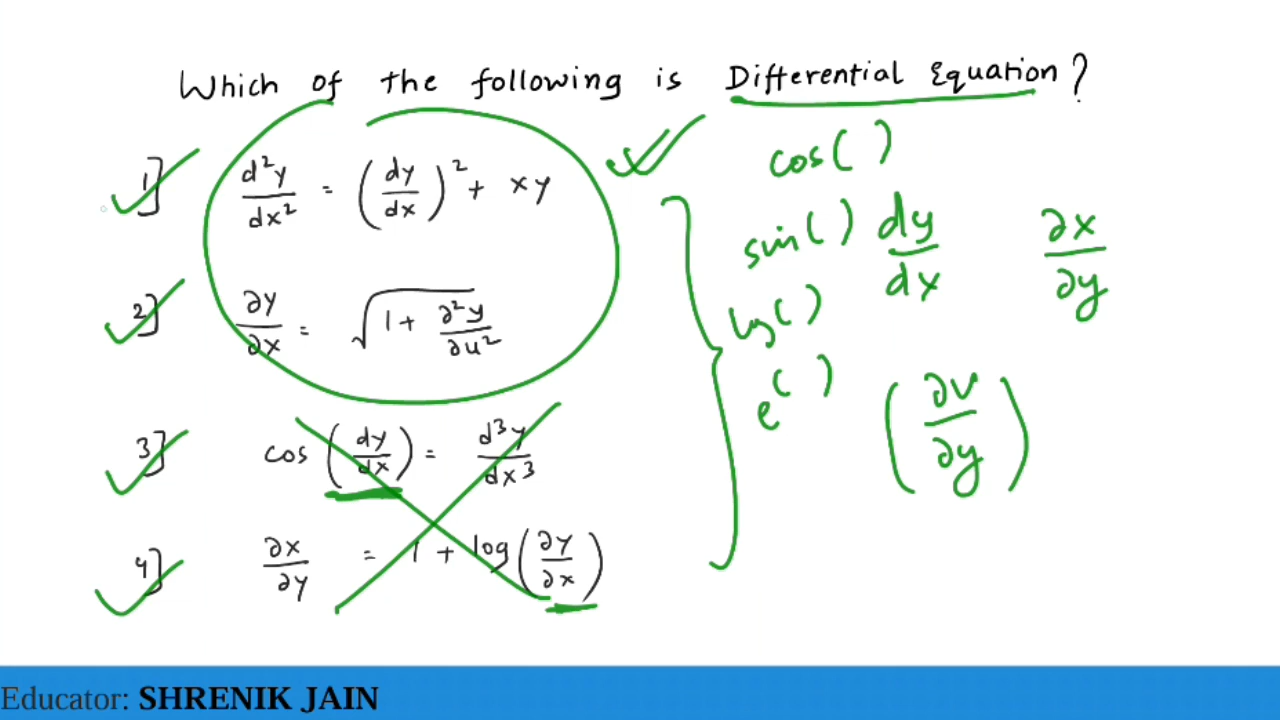 Which of the following is Differential Equation ?
1] d²y/dx² = (dy/dx)² + xy
2] ∂y/∂x = √(1 + ∂²y/∂u²)
3] cos (dy/dx) = d³y/dx³
4] ∂x/∂y = 1 + log (∂y/∂x)
cos( )
sin( ) dy/dx ∂x/∂y
log( )
e^( ) (∂v/∂y)
Educator: SHRENIK JAIN